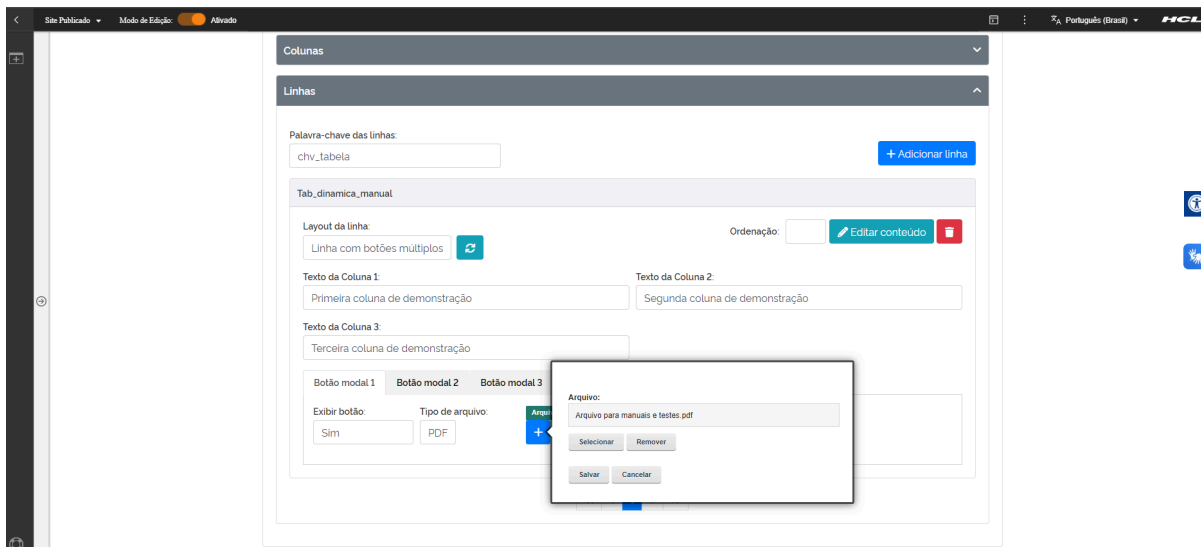 Site Publicado
Modo de Edição:
Ativado
Português (Brasil)
HCL
Colunas
Linhas
Palavra-chave das linhas:
chv_tabela
+ Adicionar linha
Tab_dinamica_manual
Layout da linha:
Linha com botões múltiplos
Ordenação:
Editar conteúdo
Texto da Coluna 1:
Primeira coluna de demonstração
Texto da Coluna 2:
Segunda coluna de demonstração
Texto da Coluna 3:
Terceira coluna de demonstração
Botão modal 1
Botão modal 2
Botão modal 3
Exibir botão:
Sim
Tipo de arquivo:
PDF
+
Arquivo:
Arquivo para manuais e testes.pdf
Selecionar
Remover
Salvar
Cancelar